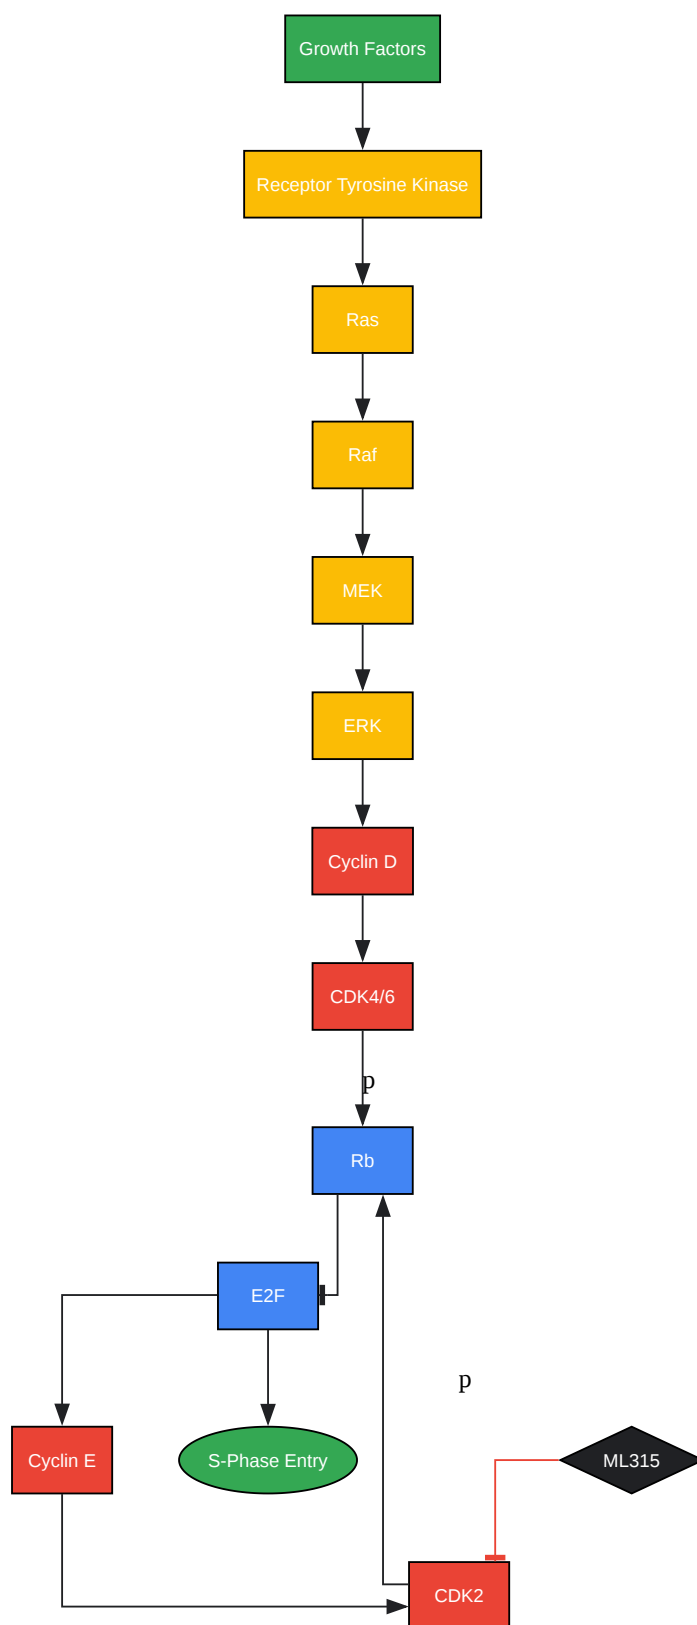 Growth Factors
Receptor Tyrosine Kinase
Ras
Raf
MEK
ERK
Cyclin D
CDK4/6
p
Rb
E2F
p
Cyclin E
S-Phase Entry
ML315
CDK2